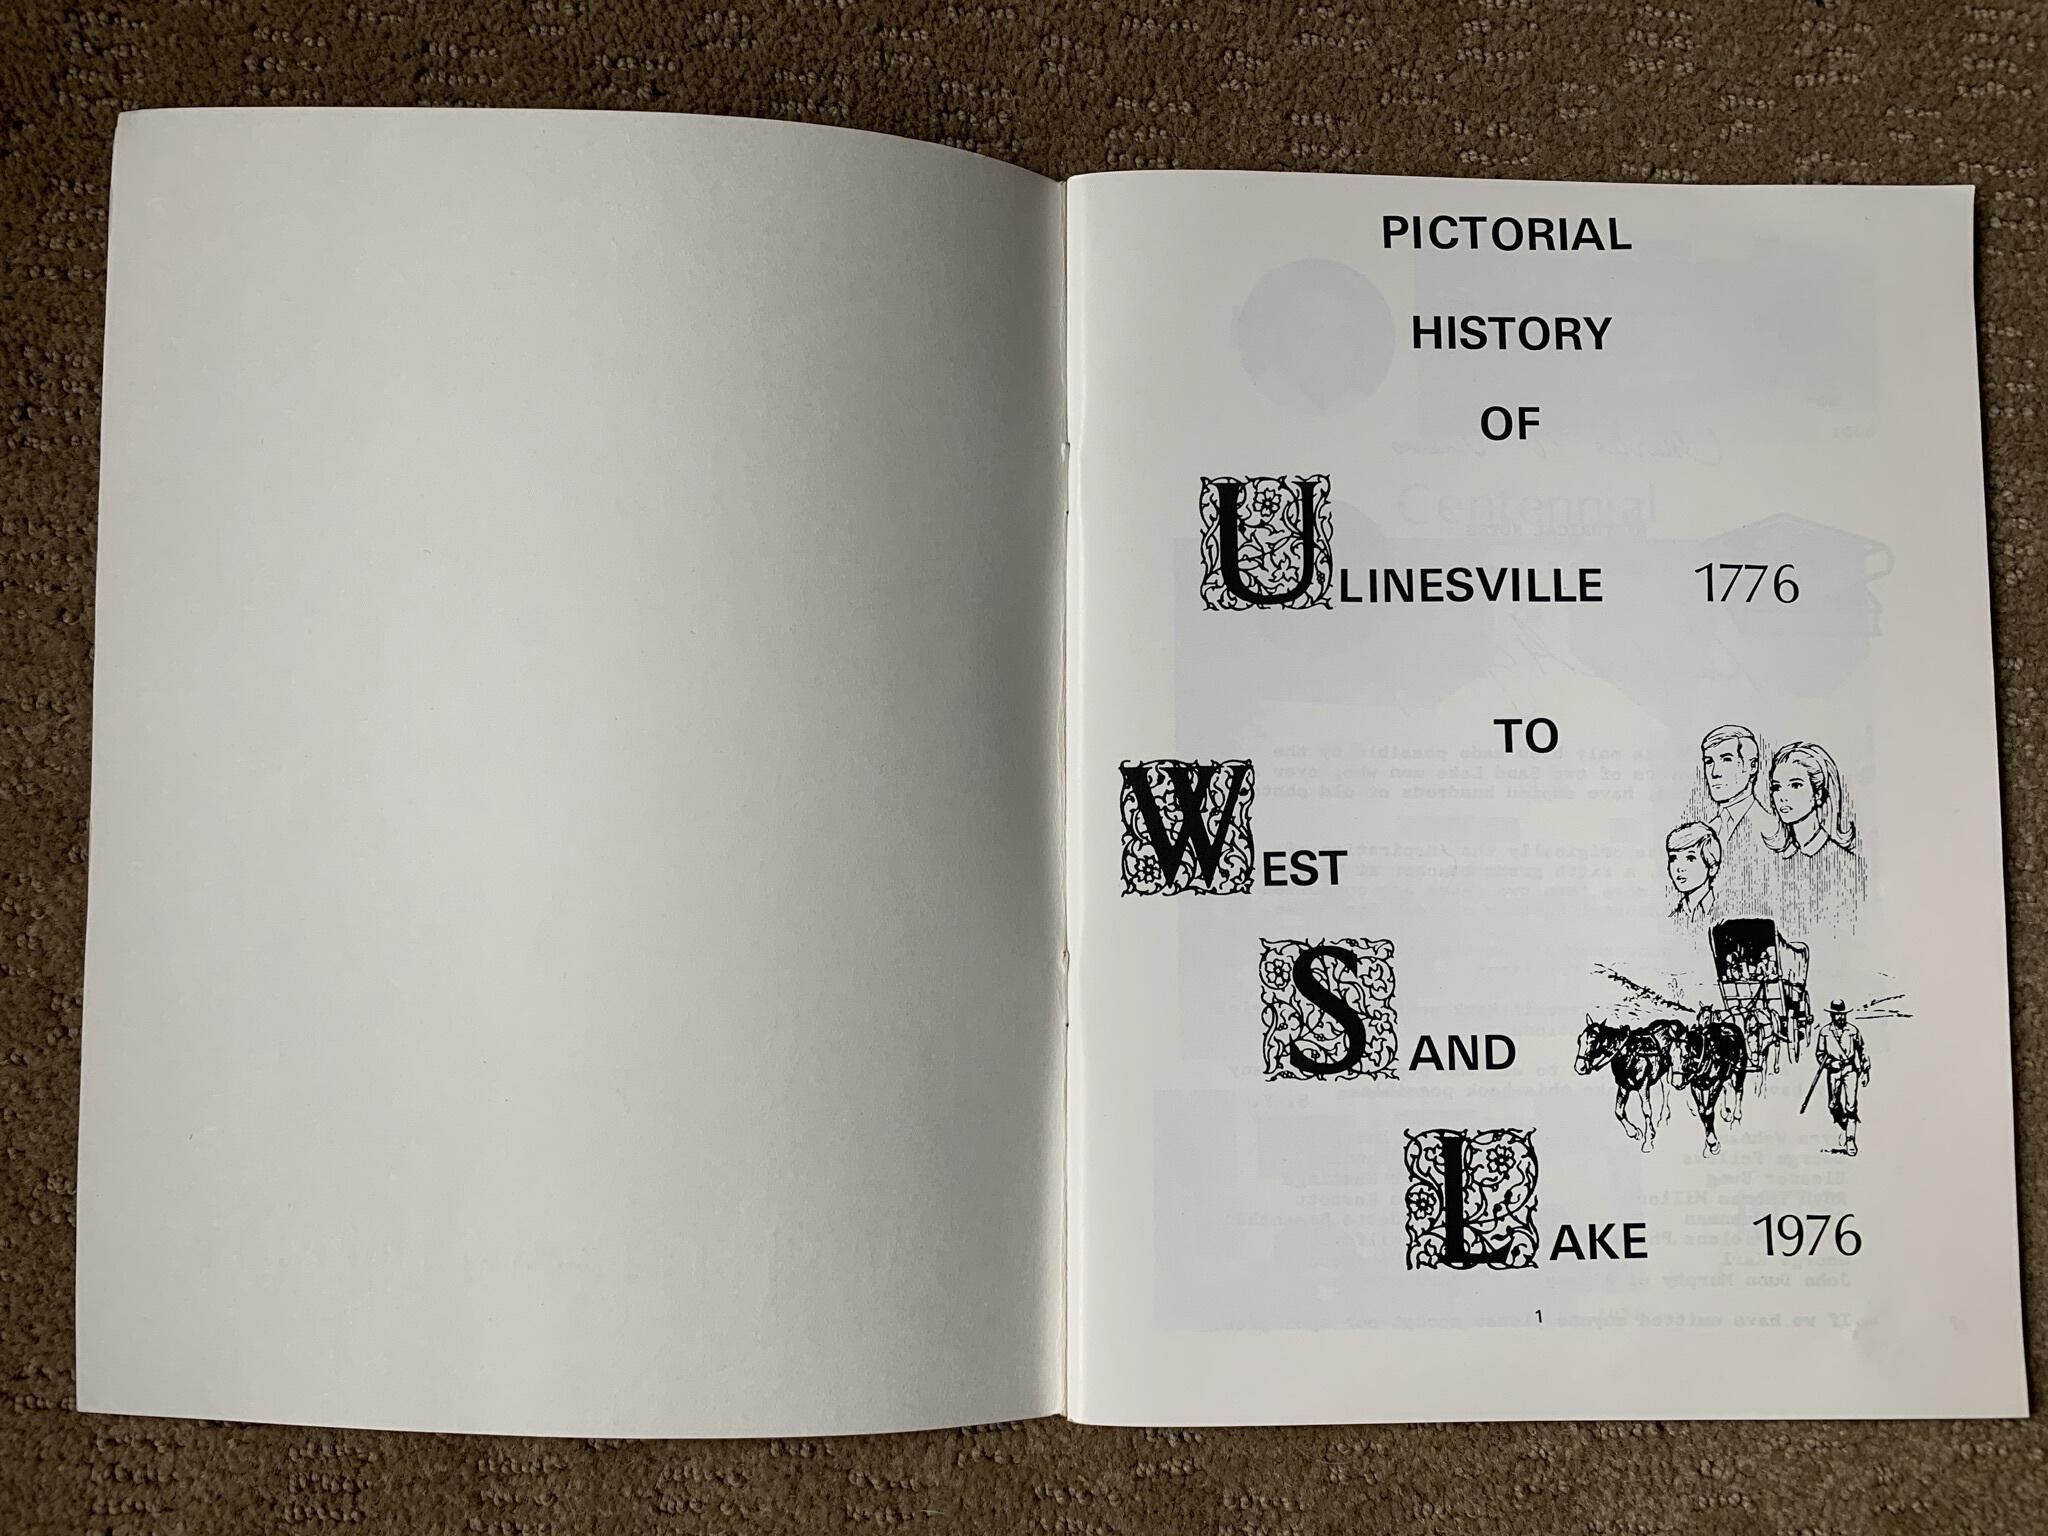 PICTORIAL
HISTORY
OF
ULINESVILLE 1776
TO
WEST
SAND
LAKE 1976
1